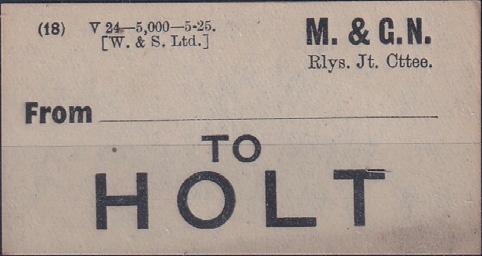 (18) V 24—5,000—5-25. M. & G.N.
[W. & S. Ltd.] Rlys. Jt. Cttee.
From
TO
HOLT